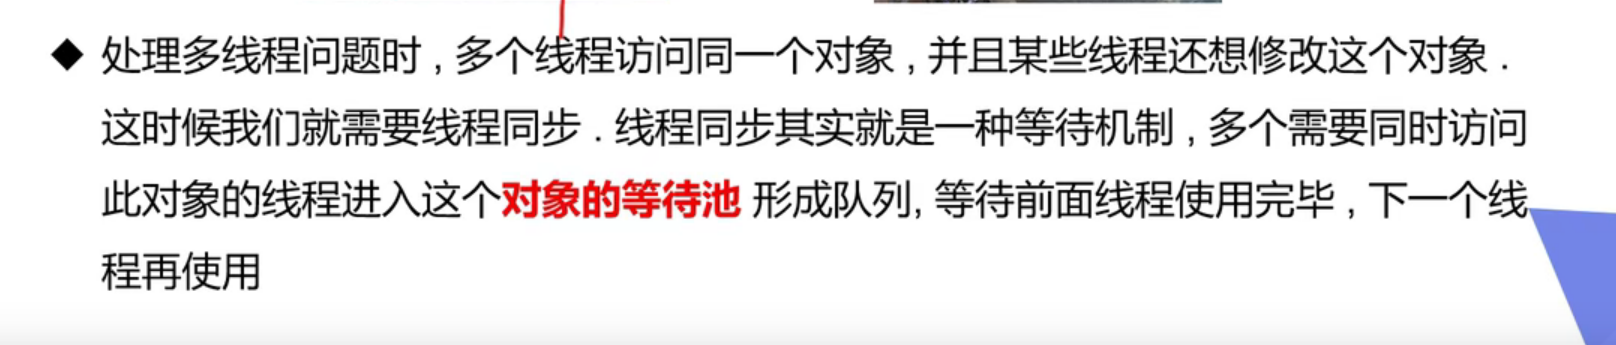 ◆ 处理多线程问题时 , 多个线程访问同一个对象 , 并且某些线程还想修改这个对象 .
这时候我们就需要线程同步 . 线程同步其实就是一种等待机制 , 多个需要同时访问
此对象的线程进入这个对象的等待池 形成队列, 等待前面线程使用完毕 , 下一个线
程再使用